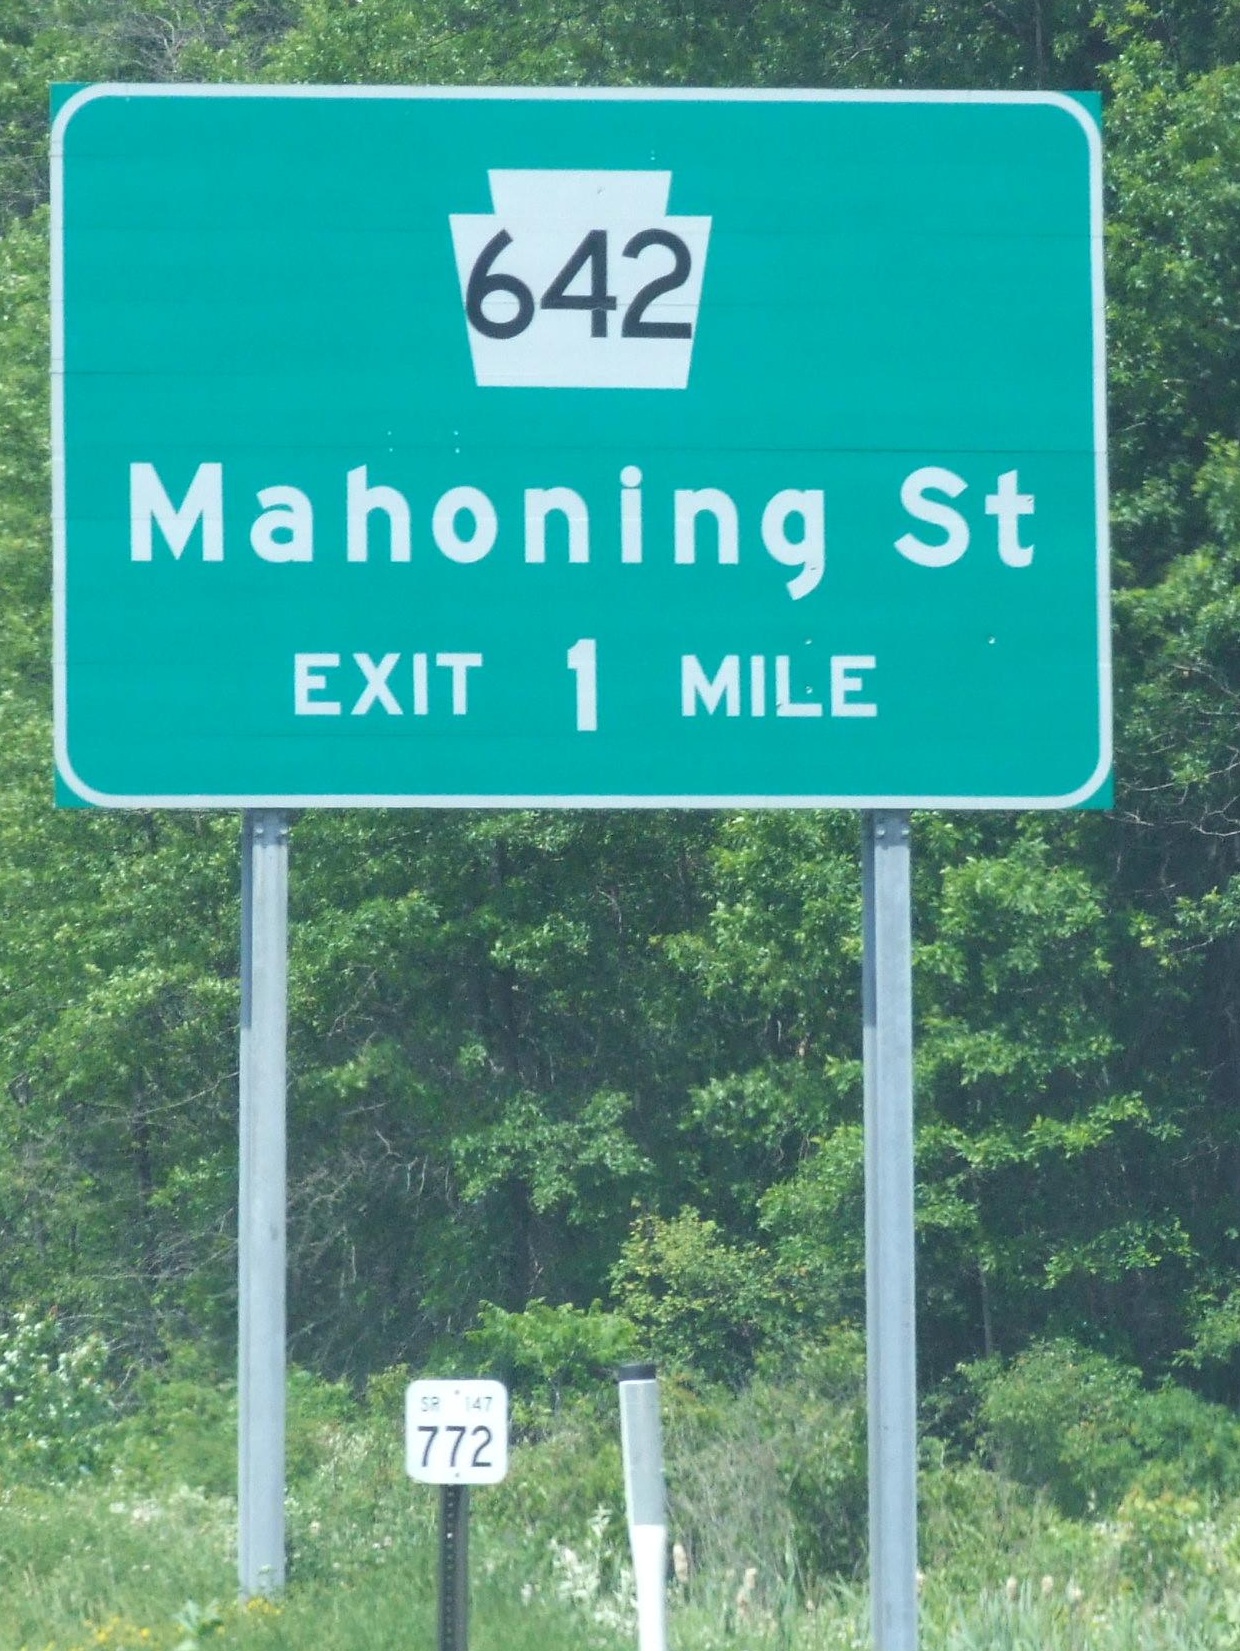 642
Mahoning St
EXIT 1 MILE
SR 147
772